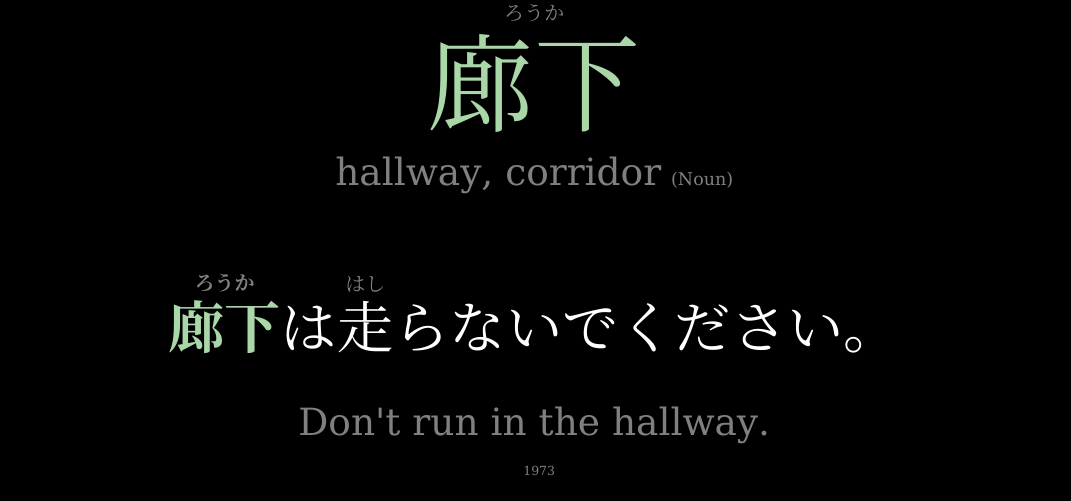 ろうか
廊下
hallway, corridor (Noun)
ろうか はし
廊下は走らないでください。
Don't run in the hallway.
1973